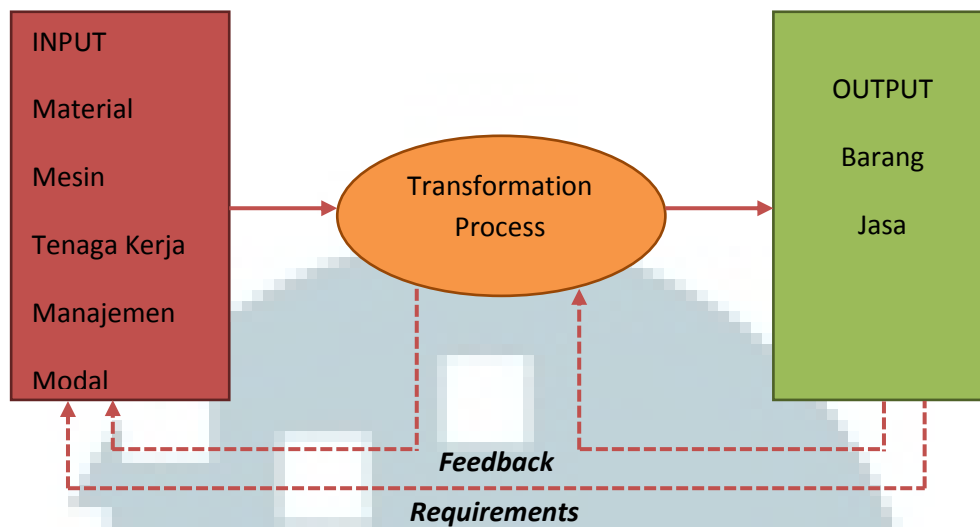 INPUT
Material
Mesin
Tenaga Kerja
Manajemen
Modal
Transformation
Process
OUTPUT
Barang
Jasa
Feedback
Requirements